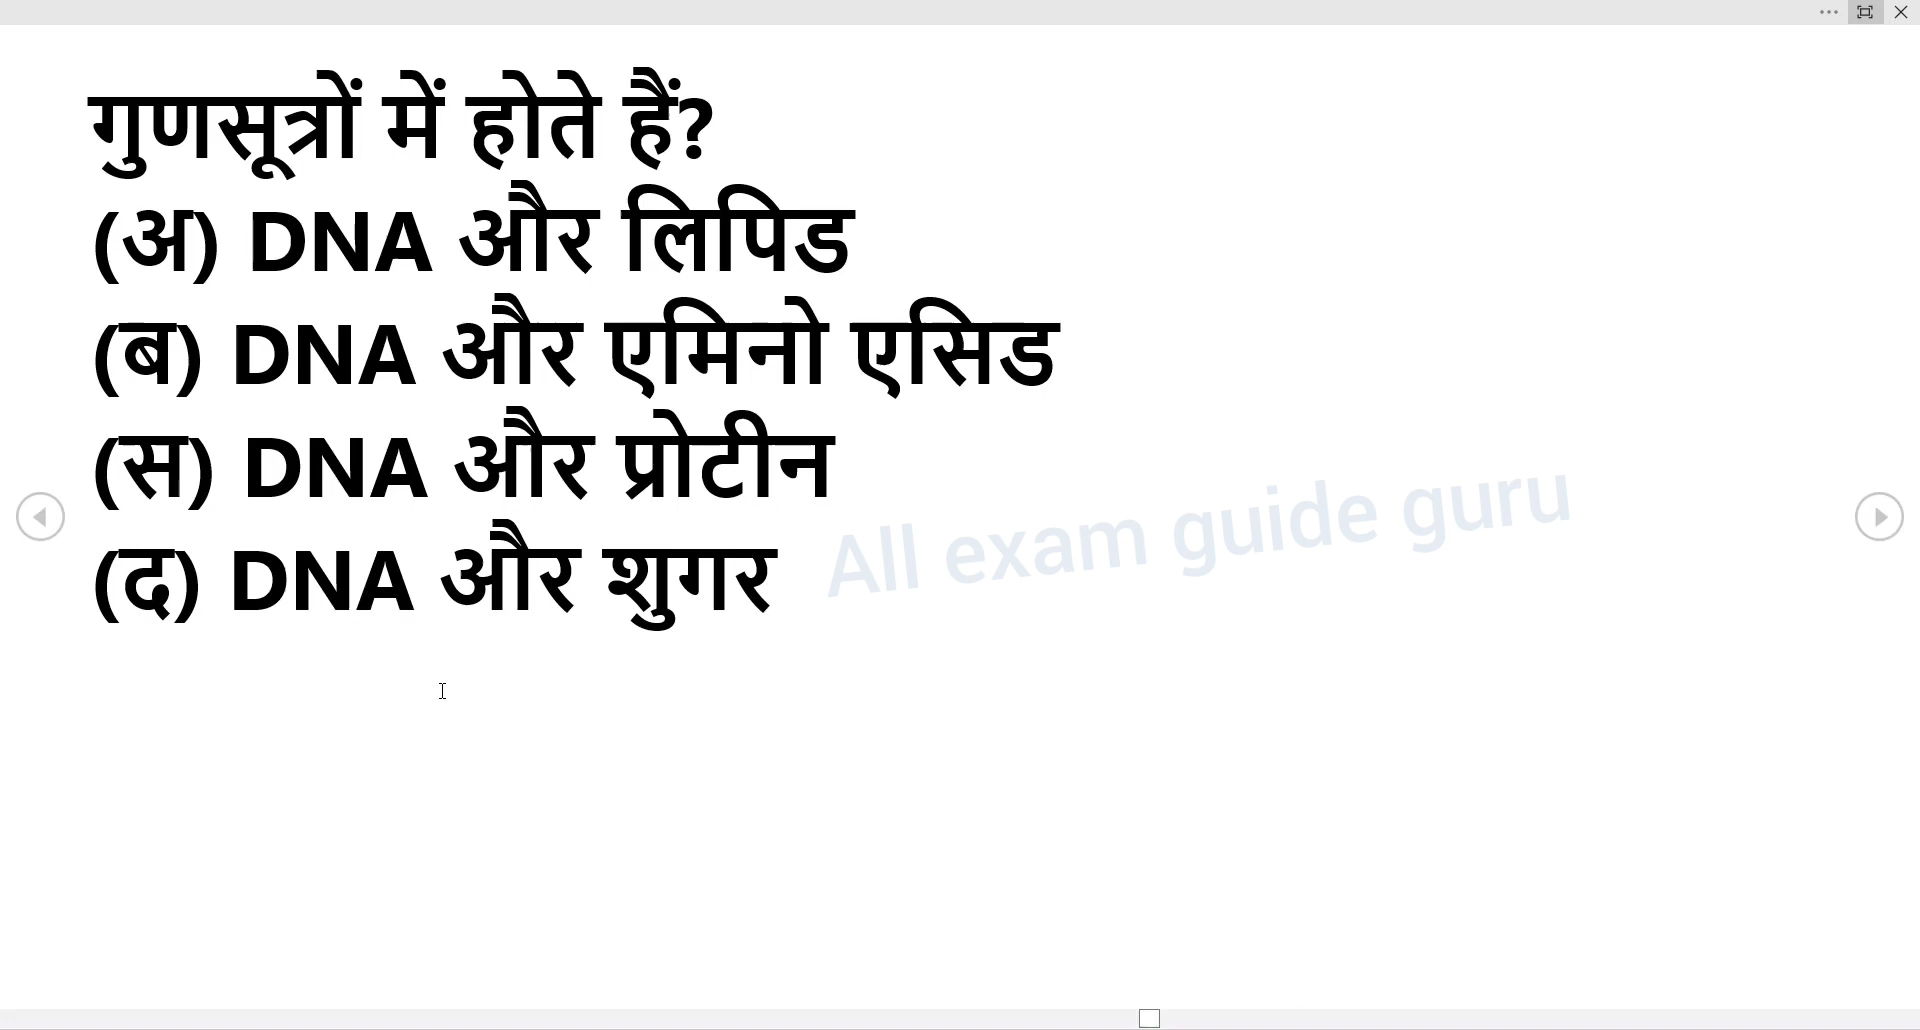 गुणसूत्रों में होते हैं?
(अ) DNA और लिपिड
(ब) DNA और एमिनो एसिड
(स) DNA और प्रोटीन
(द) DNA और शुगर
All exam guide guru